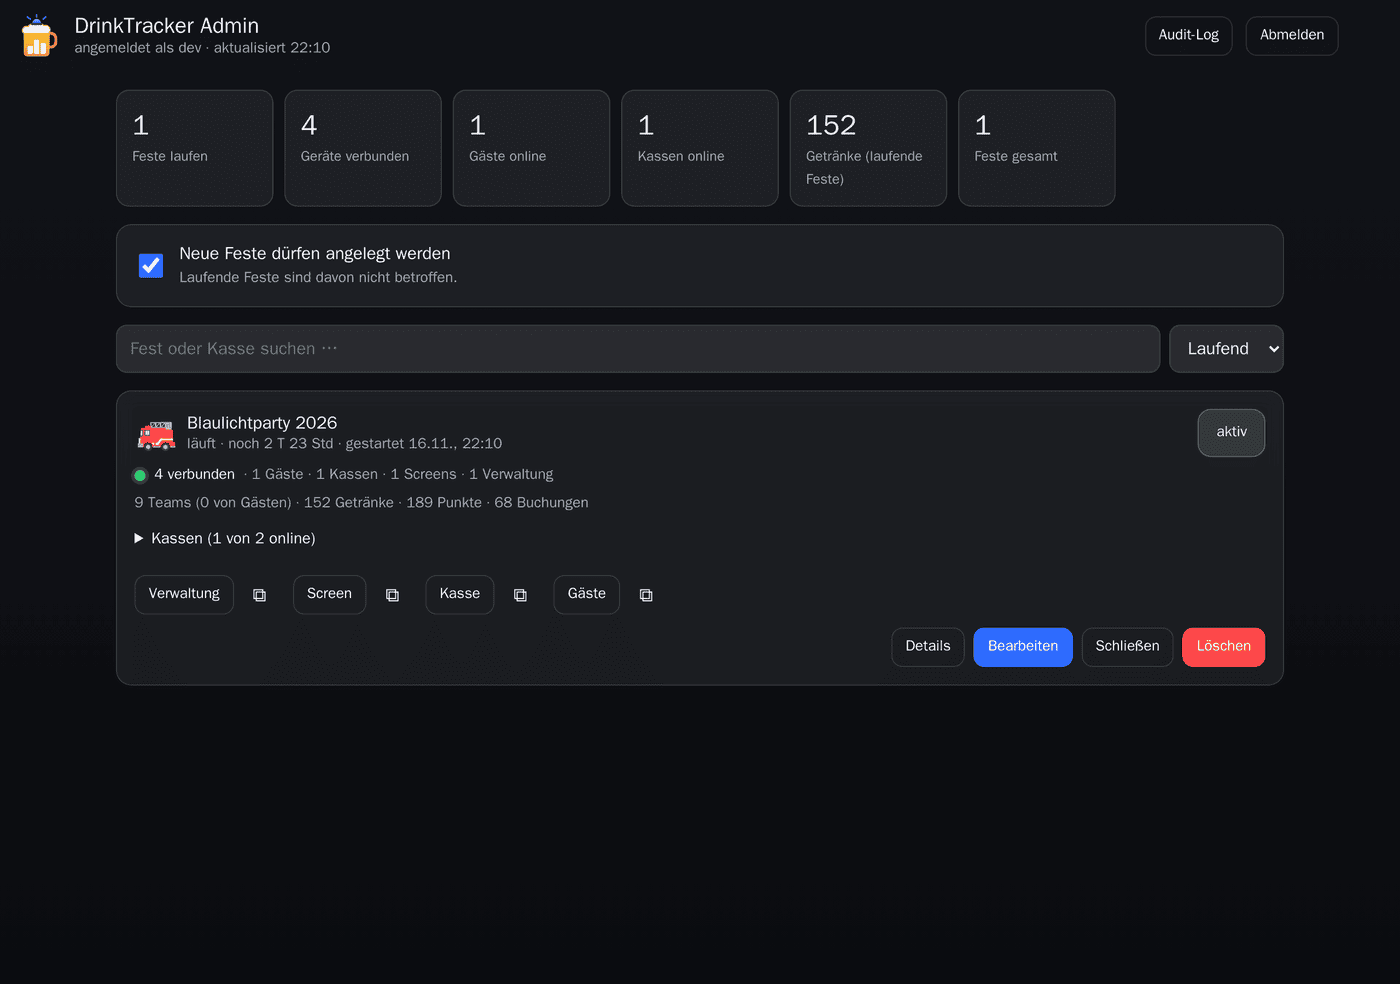 DrinkTracker Admin
angemeldet als dev · aktualisiert 22:10
Audit-Log
Abmelden
1
Feste laufen
4
Geräte verbunden
1
Gäste online
1
Kassen online
152
Getränke (laufende
Feste)
1
Feste gesamt
Neue Feste dürfen angelegt werden
Laufende Feste sind davon nicht betroffen.
Fest oder Kasse suchen ···
Laufend
Blaulichtparty 2026
läuft · noch 2 T 23 Std · gestartet 16.11., 22:10
aktiv
4 verbunden · 1 Gäste · 1 Kassen · 1 Screens · 1 Verwaltung
9 Teams (0 von Gästen) · 152 Getränke · 189 Punkte · 68 Buchungen
Kassen (1 von 2 online)
Verwaltung
Screen
Kasse
Gäste
Details
Bearbeiten
Schließen
Löschen